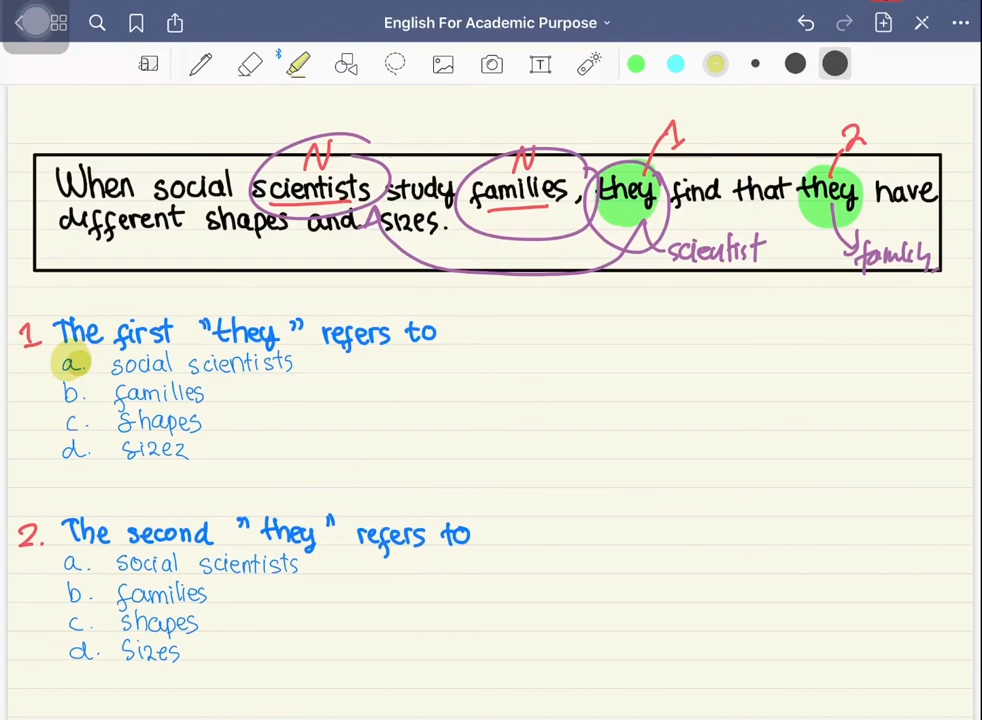 English For Academic Purpose
T
N
N
1
2
When social scientists study families, they find that they have
different shapes and sizes.
scientist
family
1 The first "they" refers to
a. social scientists
b. families
c. shapes
d. sizez
2. The second "they" refers to
a. social scientists
b. families
c. shapes
d. sizes